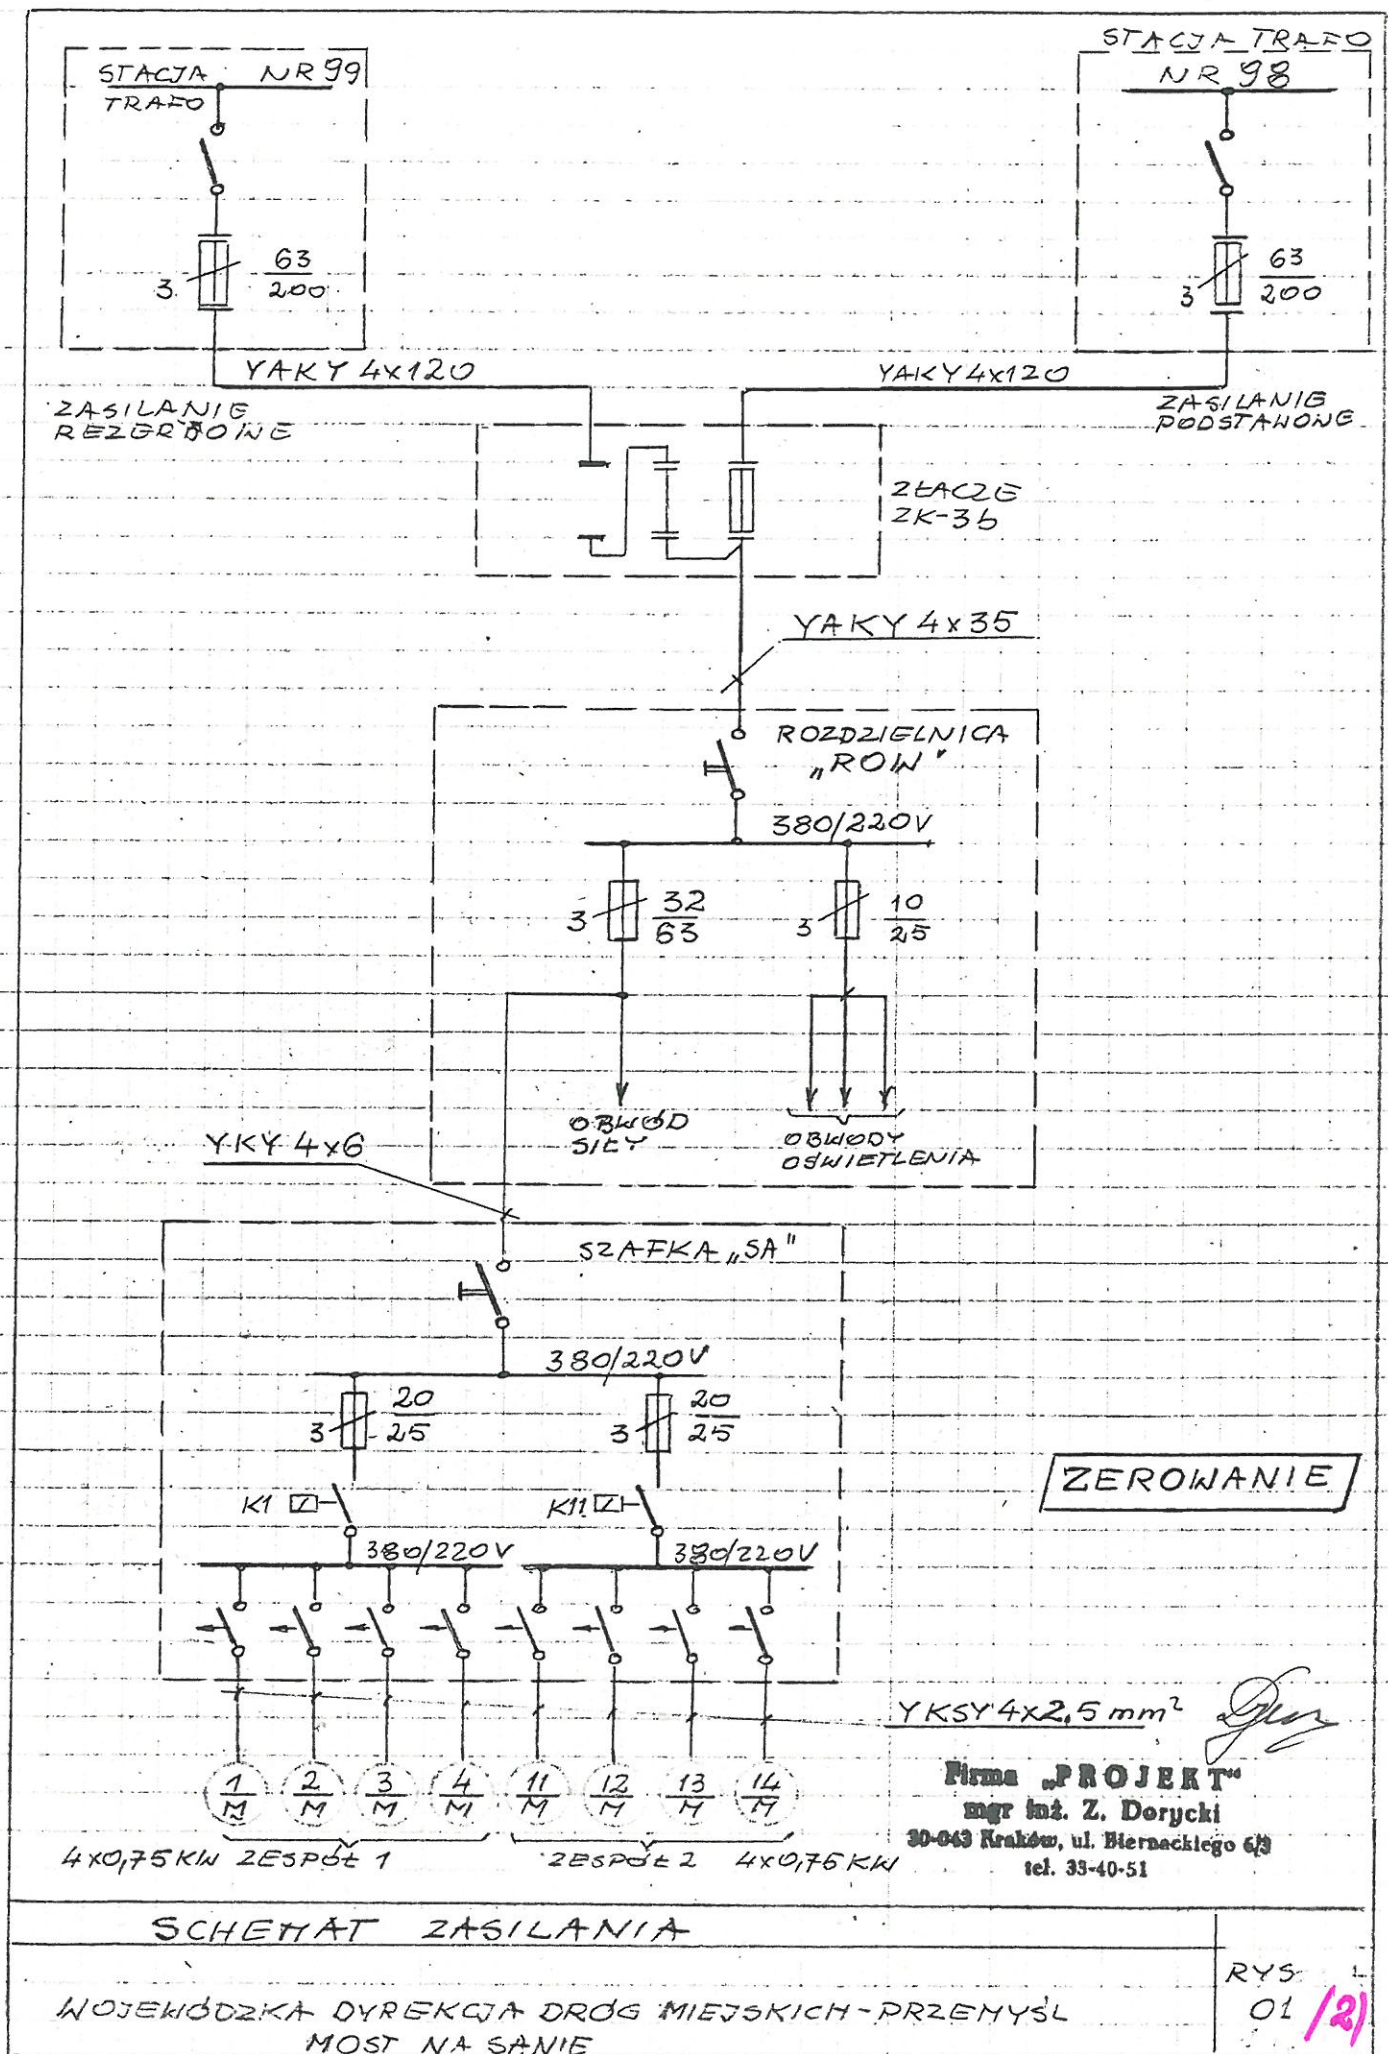 STACJA NR 99
TRAFO
STACJA TRAFO
NR 98
3 63
200
3 63
200
YAKY 4x120
YAKY 4x120
ZASILANIE
REZERWOWE
ZASILANIE
PODSTAWOWE
ZŁACZE
ZK-3b
YAKY 4x35
ROZDZIELNICA
„ROW"
380/220V
3 32
63
3 10
25
OBWÓD
SIŁY
OBWODY
OŚWIETLENIA
YKY 4x6
SZAFKA „SA"
380/220V
3 20
25
3 20
25
ZEROWANIE
K1
K11
380/220V
380/220V
YKSY 4x2,5 mm²
1
M
2
M
3
M
4
M
11
M
12
M
13
M
14
M
4x0,75 KW ZESPÓŁ 1
ZESPÓŁ 2 4x0,75 KW
Firma „PROJEKT"
mgr inż. Z. Dorycki
30-043 Kraków, ul. Biernackiego 6/3
tel. 33-40-51
SCHEMAT ZASILANIA
WOJEWÓDZKA DYREKCJA DRÓG MIEJSKICH - PRZEMYŚL
MOST NA SANIE
RYS.
01 /2)